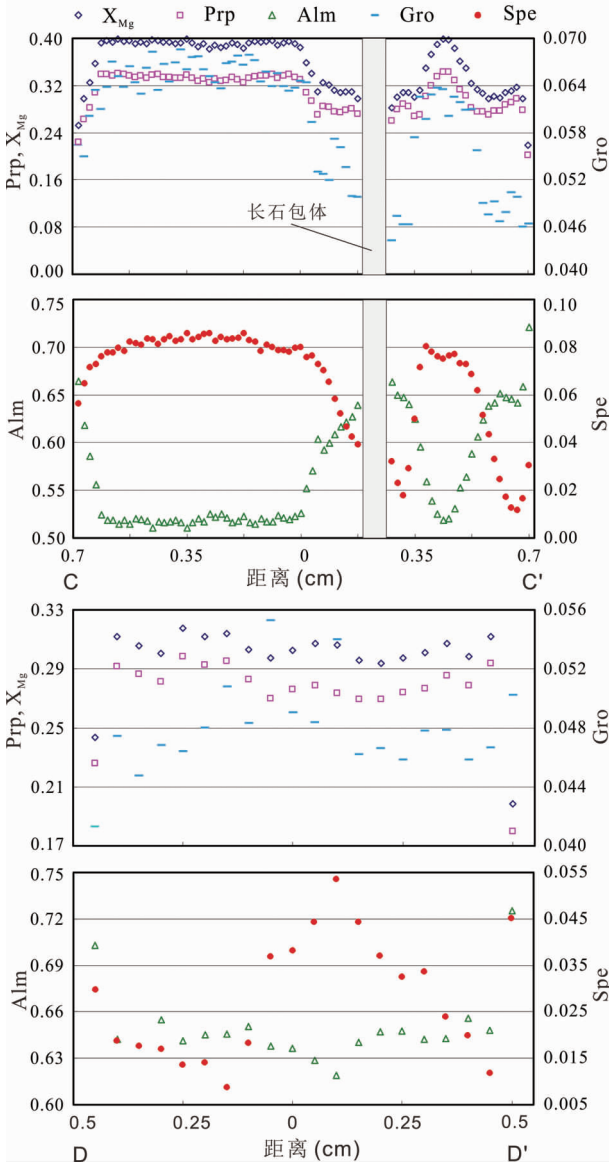 X_Mg Prp Alm Gro Spe
0.40 0.070
0.32 0.064
0.24 0.058
0.16 0.052
0.08 0.046
0.00 0.040
Prp, X_Mg
Gro
长石包体
0.75 0.10
0.70 0.08
0.65 0.06
0.60 0.04
0.55 0.02
0.50 0.00
Alm
Spe
0.7 0.35 0 0.35 0.7
C 距离 (cm) C'
0.33 0.056
0.29 0.052
0.25 0.048
0.21 0.044
0.17 0.040
Prp, X_Mg
Gro
0.75 0.055
0.72 0.045
0.69 0.035
0.66 0.025
0.63 0.015
0.60 0.005
Alm
Spe
0.5 0.25 0 0.25 0.5
D 距离 (cm) D'